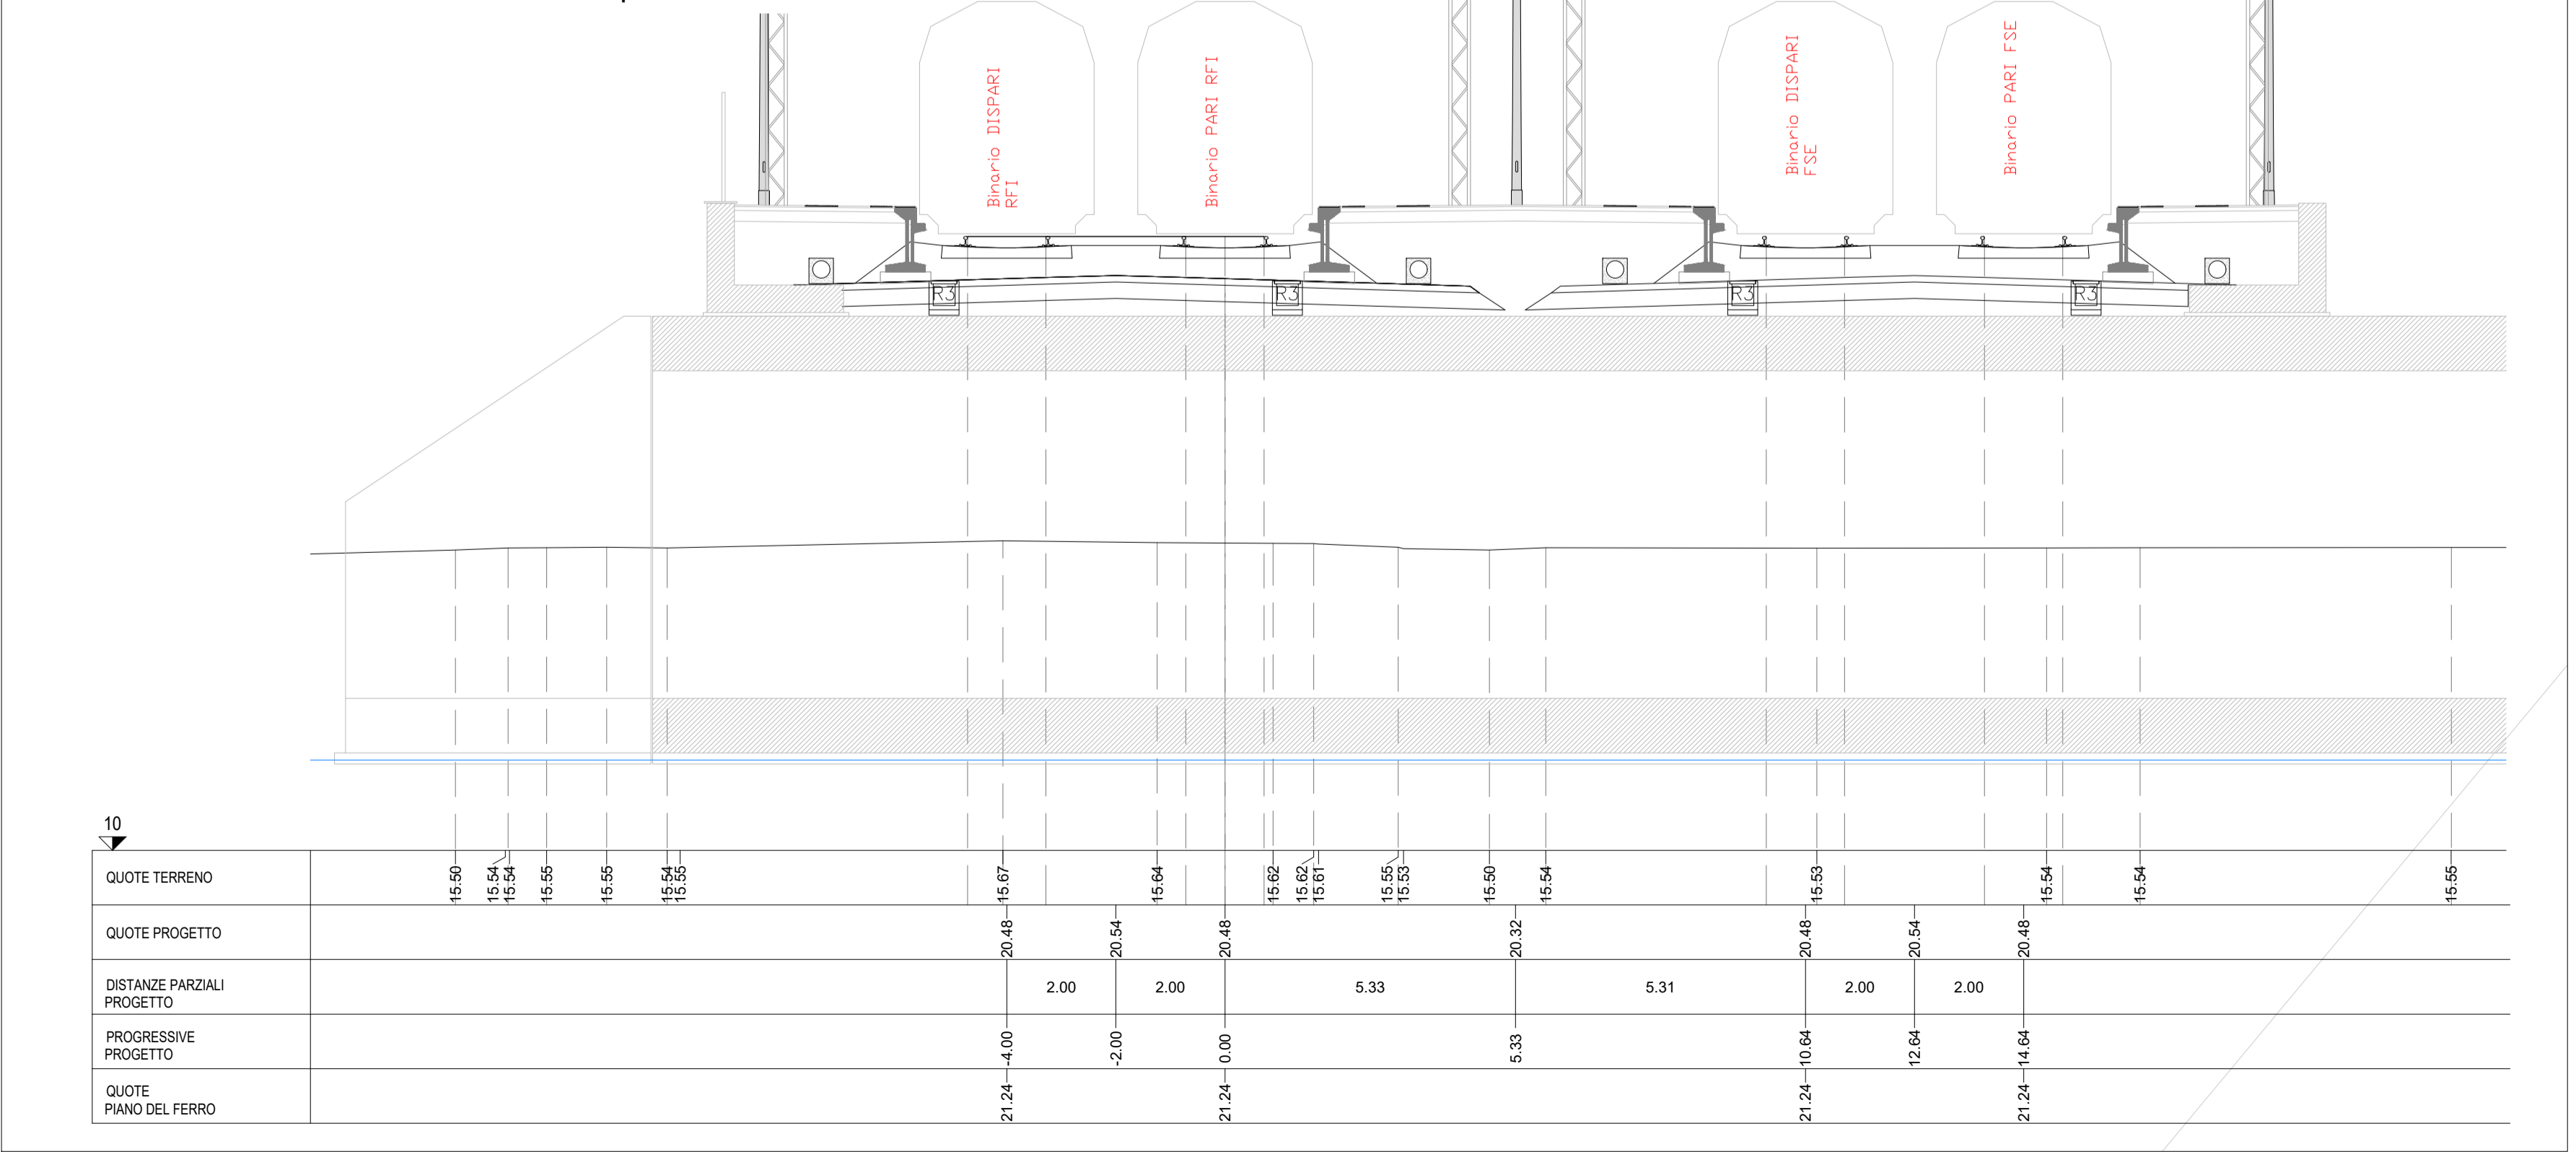 Binario DISPARI
RFI
Binario PARI RFI
Binario DISPARI
FSE
Binario PARI FSE
R3
R3
R3
R3
10
QUOTE TERRENO
15.50
15.54
15.54
15.55
15.55
15.54
15.55
15.67
15.64
15.62
15.62
15.61
15.55
15.53
15.50
15.54
15.53
15.54
15.54
15.55
QUOTE PROGETTO
20.48
20.54
20.48
20.32
20.48
20.54
20.48
DISTANZE PARZIALI
PROGETTO
2.00
2.00
5.33
5.31
2.00
2.00
PROGRESSIVE
PROGETTO
-4.00
-2.00
0.00
5.33
10.64
12.64
14.64
QUOTE
PIANO DEL FERRO
21.24
21.24
21.24
21.24